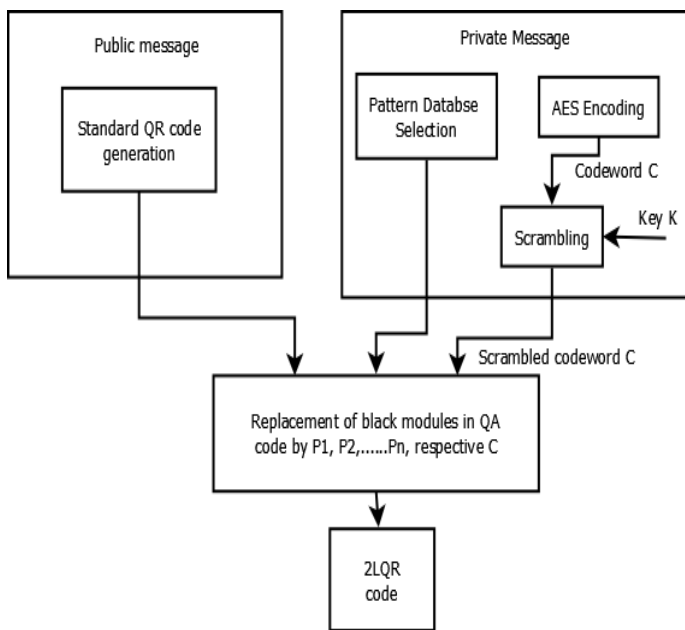 Public message
Standard QR code
generation
Private Message
Pattern Databse
Selection
AES Encoding
Codeword C
Key K
Scrambling
Scrambled codeword C
Replacement of black modules in QA
code by P1, P2,......Pn, respective C
2LQR
code